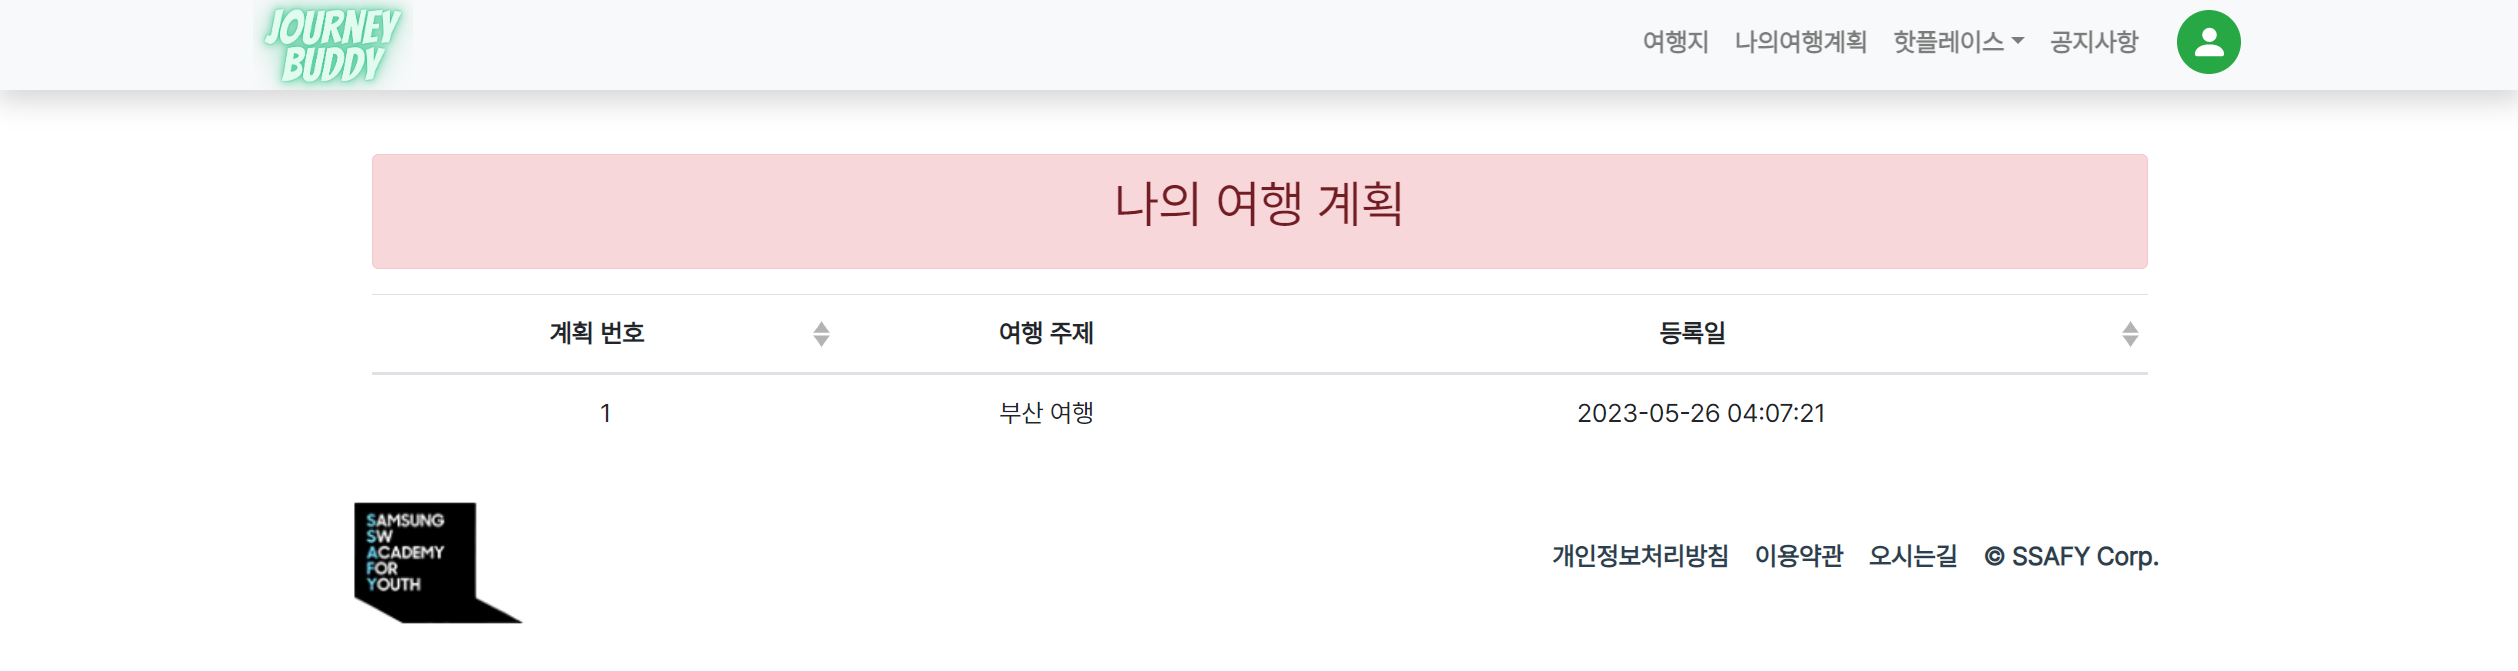 JOURNEY
BUDDY
여행지 나의여행계획 핫플레이스 공지사항
나의 여행 계획
계획 번호 여행 주제 등록일
1 부산 여행 2023-05-26 04:07:21
SAMSUNG
SW
ACADEMY
FOR
YOUTH
개인정보처리방침 이용약관 오시는길 © SSAFY Corp.